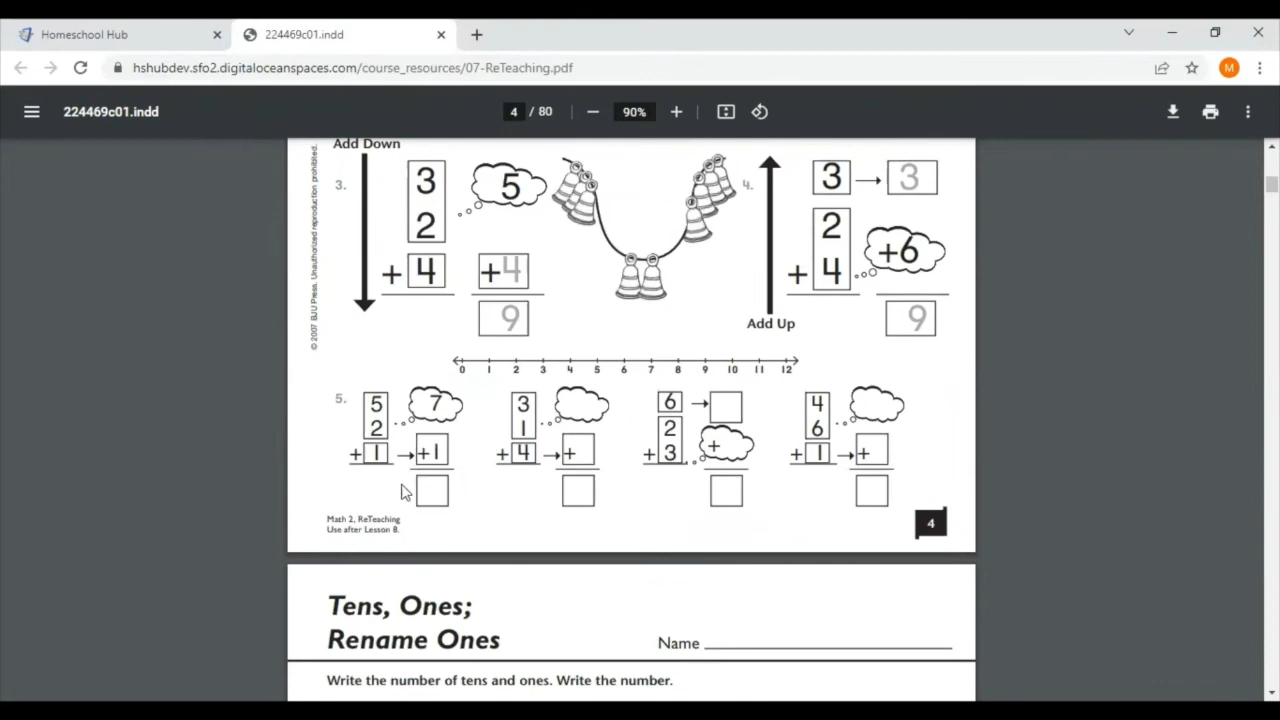 Homeschool Hub
224469c01.indd
hshubdev.sfo2.digitaloceanspaces.com/course_resources/07-ReTeaching.pdf
M
224469c01.indd
4 / 80
90%
Add Down
© 2007 BJU Press. Unauthorized reproduction prohibited.
3.
3
5
2
+ 4
+4
9
4.
3 → 3
2
+6
+ 4
9
Add Up
0 1 2 3 4 5 6 7 8 9 10 11 12
5.
5 7
2
+ 1 → +1
3
1
+ 4 → +
6 →
2
+
+ 3
4
6
+ 1 → +
Math 2, ReTeaching
Use after Lesson 8.
4
Tens, Ones;
Rename Ones
Name
Write the number of tens and ones. Write the number.